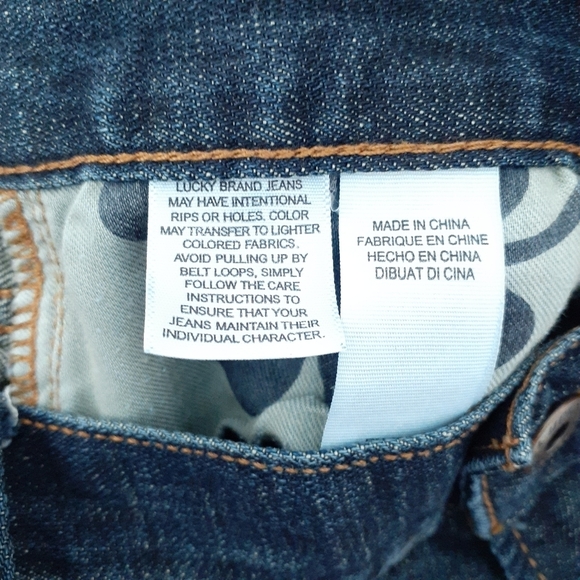 LUCKY BRAND JEANS
MAY HAVE INTENTIONAL
RIPS OR HOLES. COLOR
MAY TRANSFER TO LIGHTER
COLORED FABRICS.
AVOID PULLING UP BY
BELT LOOPS, SIMPLY
FOLLOW THE CARE
INSTRUCTIONS TO
ENSURE THAT YOUR
JEANS MAINTAIN THEIR
INDIVIDUAL CHARACTER.
MADE IN CHINA
FABRIQUE EN CHINE
HECHO EN CHINA
DIBUAT DI CINA